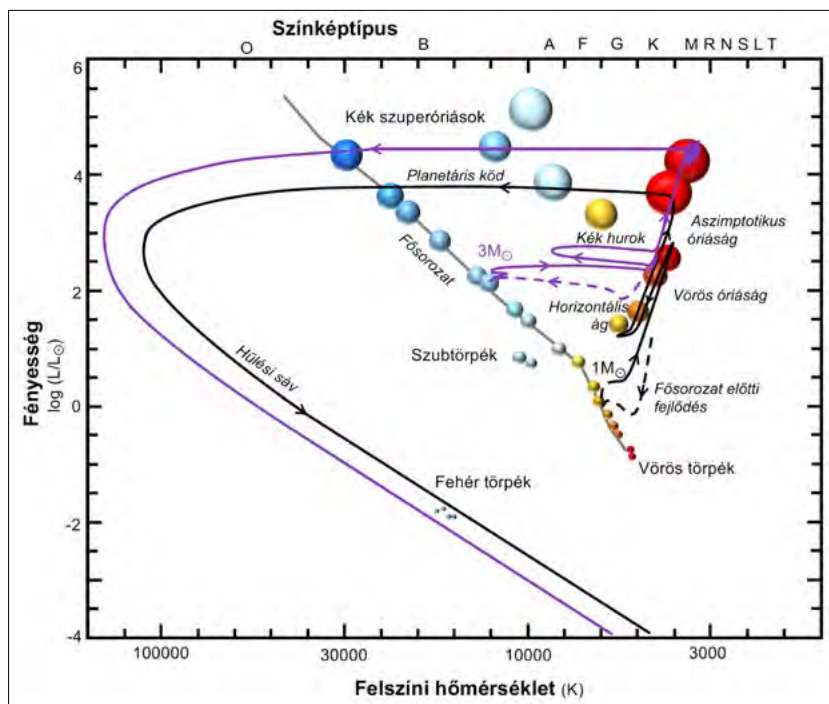 Színképtípus
O B A F G K M R N S L T
6
Kék szuperóriások
Planetáris köd
4
Aszimptotikus
óriáság
Kék hurok
3M⊙
Fősorozat
Vörös óriáság
2
Horizontális
ág
Szubtörpék
1M⊙
Hűlési sáv
Fősorozat előtti
fejlődés
Fényesség
log (L/L⊙)
0
Vörös törpék
Fehér törpék
-2
-4
100000 30000 10000 3000
Felszíni hőmérséklet (K)